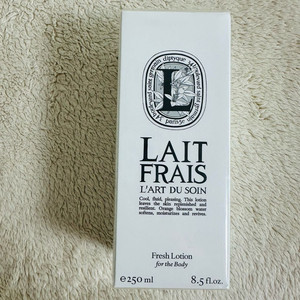 diptyque
L
LAIT
FRAIS
L'ART DU SOIN
Cool, fluid, pleasing. This lotion
leaves the skin replenished and
resilient. Orange blossom water
softens, moisturizes and revives.
Fresh Lotion
for the Body
℮250 ml 8.5 fl.oz.